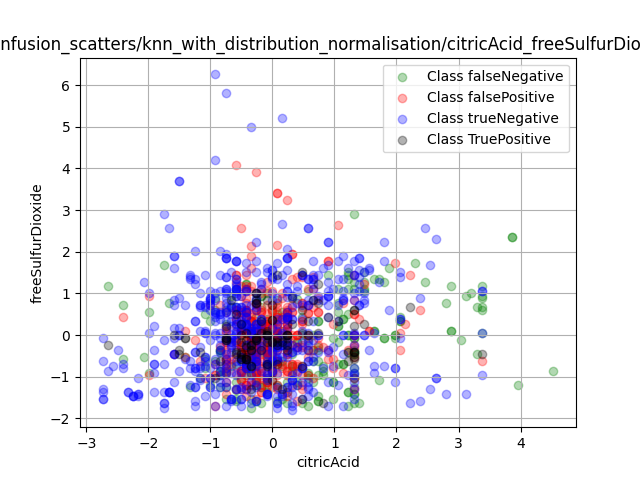 nfusion_scatters/knn_with_distribution_normalisation/citricAcid_freeSulfurDio
Class falseNegative
Class falsePositive
Class trueNegative
Class TruePositive
6
5
4
3
2
1
0
−1
−2
freeSulfurDioxide
−3 −2 −1 0 1 2 3 4
citricAcid